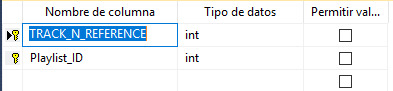 Nombre de columna Tipo de datos Permitir val...
TRACK_N_REFERENCE int
Playlist_ID int